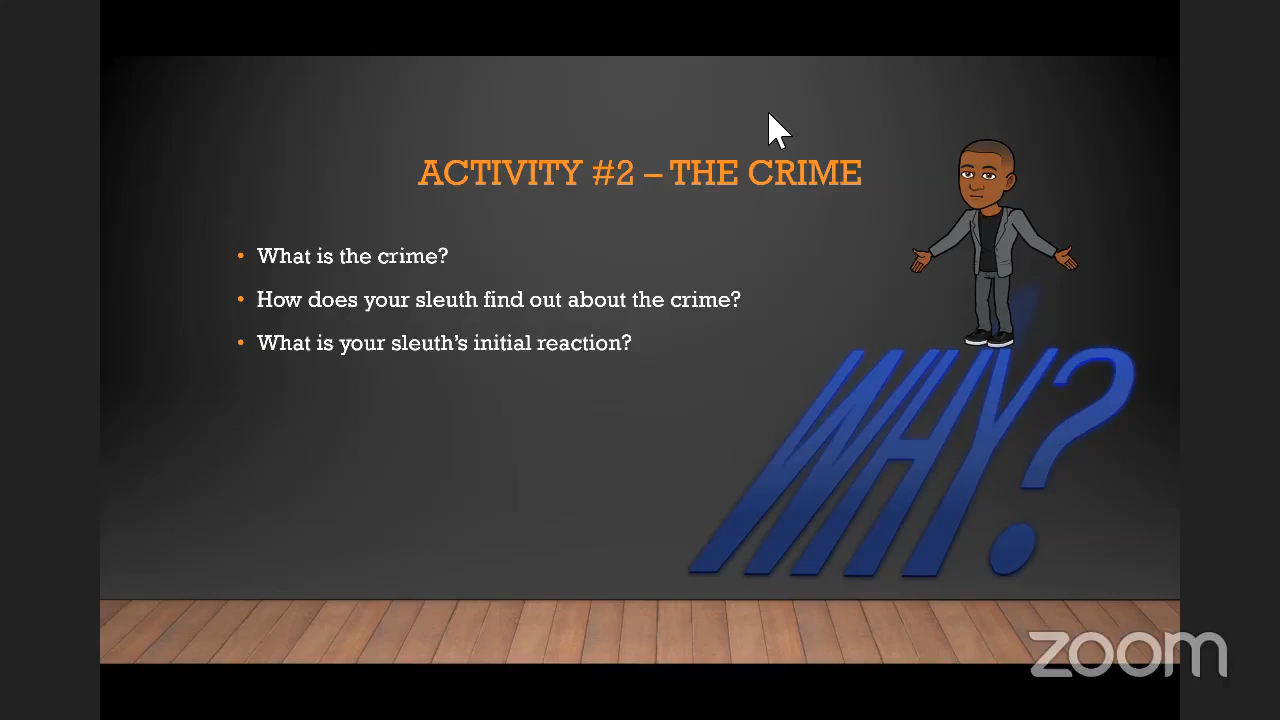 ACTIVITY #2 – THE CRIME
• What is the crime?
• How does your sleuth find out about the crime?
• What is your sleuth's initial reaction?
WHY?
zoom